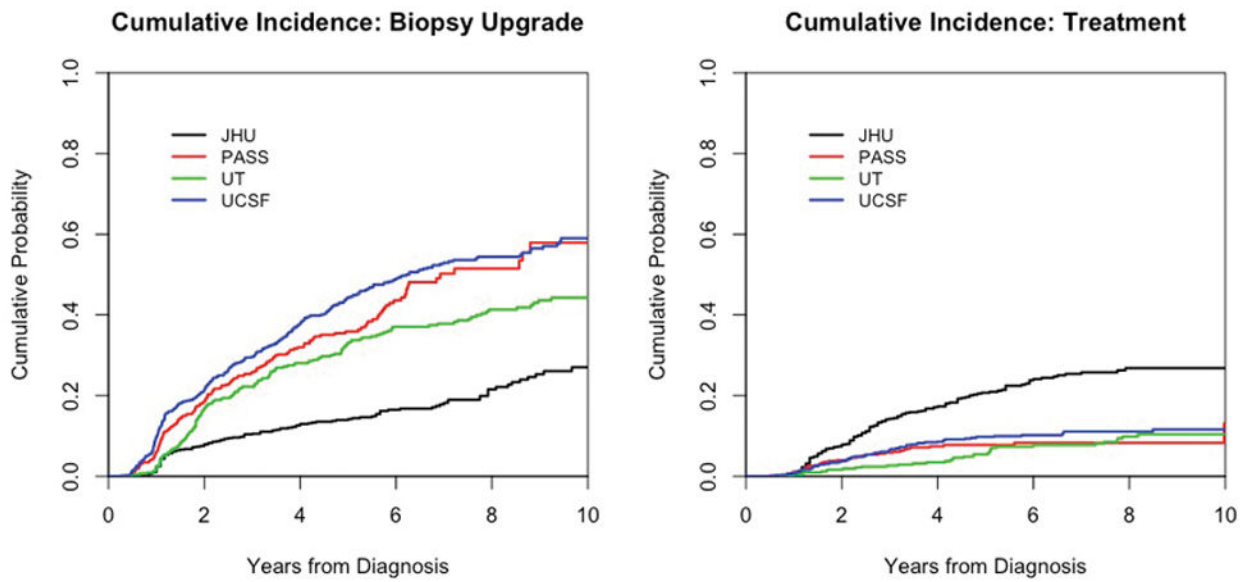 Cumulative Incidence: Biopsy Upgrade
Cumulative Probability
1.0
0.8
0.6
0.4
0.2
0.0
JHU
PASS
UT
UCSF
0 2 4 6 8 10
Years from Diagnosis
Cumulative Incidence: Treatment
Cumulative Probability
1.0
0.8
0.6
0.4
0.2
0.0
JHU
PASS
UT
UCSF
0 2 4 6 8 10
Years from Diagnosis